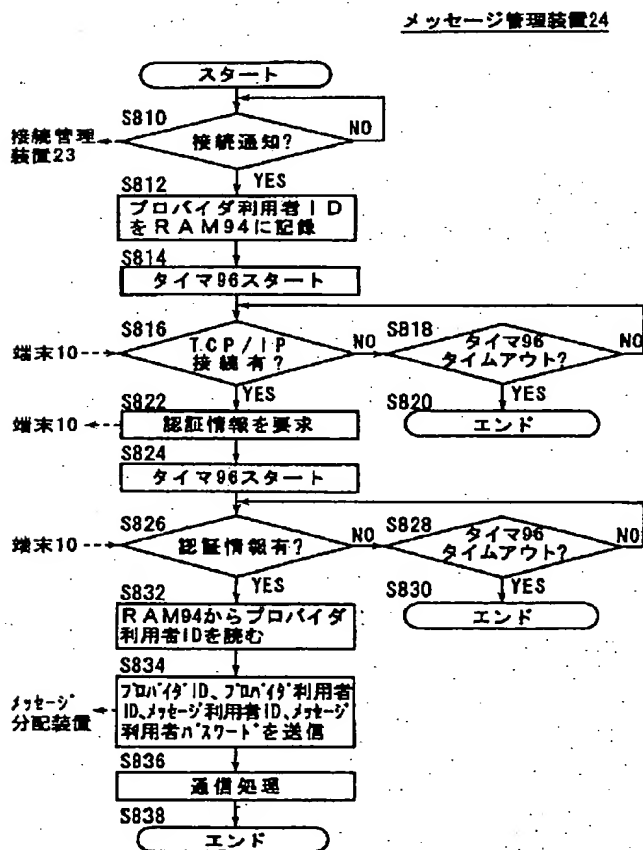 メッセージ管理装置24
スタート
S810
接続通知?
NO
接続管理
装置23
YES
S812
プロバイダ利用者ID
をRAM94に記録
S814
タイマ96スタート
S816
TCP/IP
接続有?
NO
端末10
YES
S818
タイマ96
タイムアウト?
NO
YES
S820
エンド
S822
認証情報を要求
端末10
S824
タイマ96スタート
S826
認証情報有?
NO
端末10
YES
S828
タイマ96
タイムアウト?
NO
YES
S830
エンド
S832
RAM94からプロバイダ
利用者IDを読む
S834
プロバイダID、プロバイダ利用者
ID、メッセージ利用者ID、メッセージ
利用者パスワードを送信
メッセージ
分配装置
S836
通信処理
S838
エンド